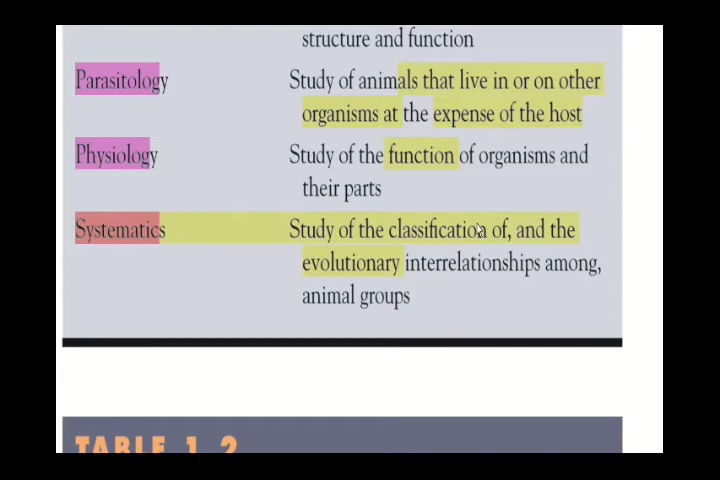 structure and function
Parasitology Study of animals that live in or on other
organisms at the expense of the host
Physiology Study of the function of organisms and
their parts
Systematics Study of the classification of, and the
evolutionary interrelationships among,
animal groups
TABLE 1.2